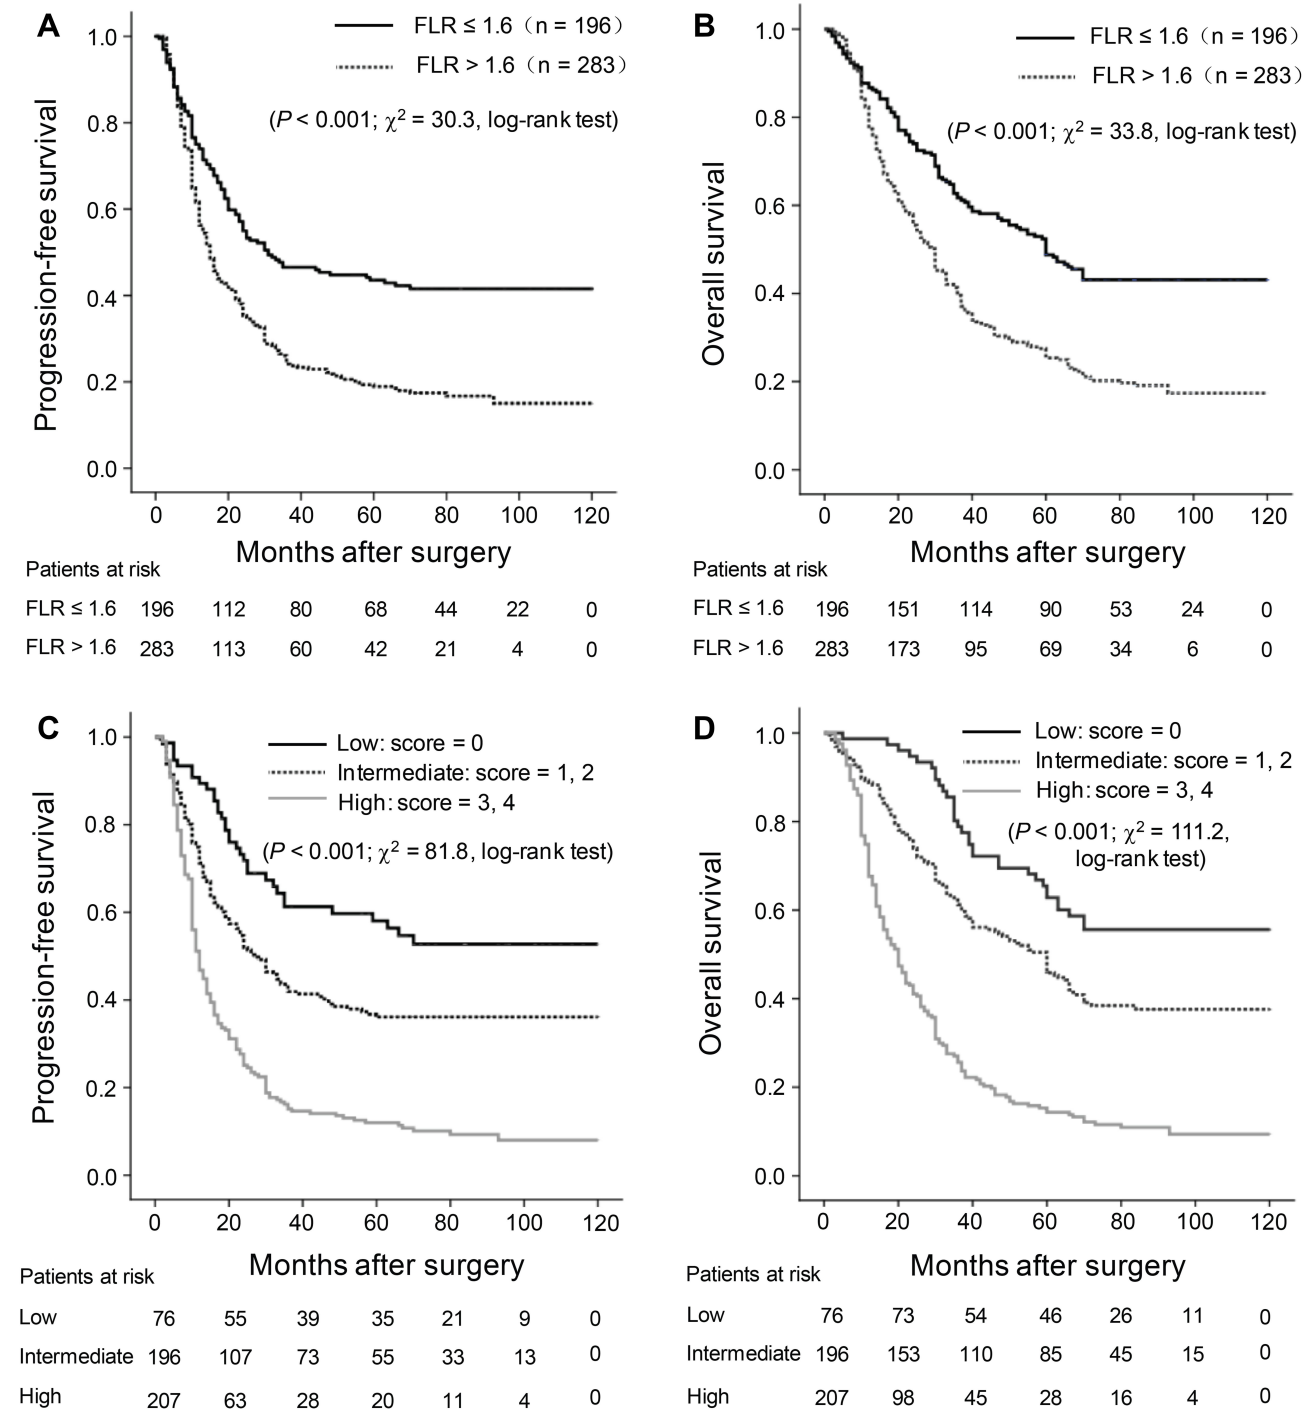 A
FLR ≤ 1.6（n = 196）
FLR > 1.6（n = 283）
(P < 0.001; χ² = 30.3, log-rank test)
Progression-free survival
1.0
0.8
0.6
0.4
0.2
0.0
0 20 40 60 80 100 120
Months after surgery
Patients at risk
FLR ≤ 1.6 196 112 80 68 44 22 0
FLR > 1.6 283 113 60 42 21 4 0
B
FLR ≤ 1.6（n = 196）
FLR > 1.6（n = 283）
(P < 0.001; χ² = 33.8, log-rank test)
Overall survival
1.0
0.8
0.6
0.4
0.2
0.0
0 20 40 60 80 100 120
Months after surgery
Patients at risk
FLR ≤ 1.6 196 151 114 90 53 24 0
FLR > 1.6 283 173 95 69 34 6 0
C
Low: score = 0
Intermediate: score = 1, 2
High: score = 3, 4
(P < 0.001; χ² = 81.8, log-rank test)
Progression-free survival
1.0
0.8
0.6
0.4
0.2
0.0
0 20 40 60 80 100 120
Months after surgery
Patients at risk
Low 76 55 39 35 21 9 0
Intermediate 196 107 73 55 33 13 0
High 207 63 28 20 11 4 0
D
Low: score = 0
Intermediate: score = 1, 2
High: score = 3, 4
(P < 0.001; χ² = 111.2,
log-rank test)
Overall survival
1.0
0.8
0.6
0.4
0.2
0.0
0 20 40 60 80 100 120
Months after surgery
Patients at risk
Low 76 73 54 46 26 11 0
Intermediate 196 153 110 85 45 15 0
High 207 98 45 28 16 4 0